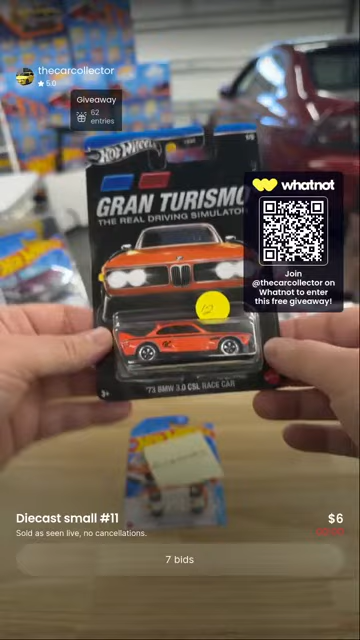 thecarcollector
5.0
Giveaway
62
entries
Hot Wheels
GRAN TURISMO
THE REAL DRIVING SIMULATOR
whatnot
Join
@thecarcollector on
Whatnot to enter
this free giveaway!
'73 BMW 3.0 CSL RACE CAR
3+
Diecast small #11
$6
Sold as seen live, no cancellations.
7 bids